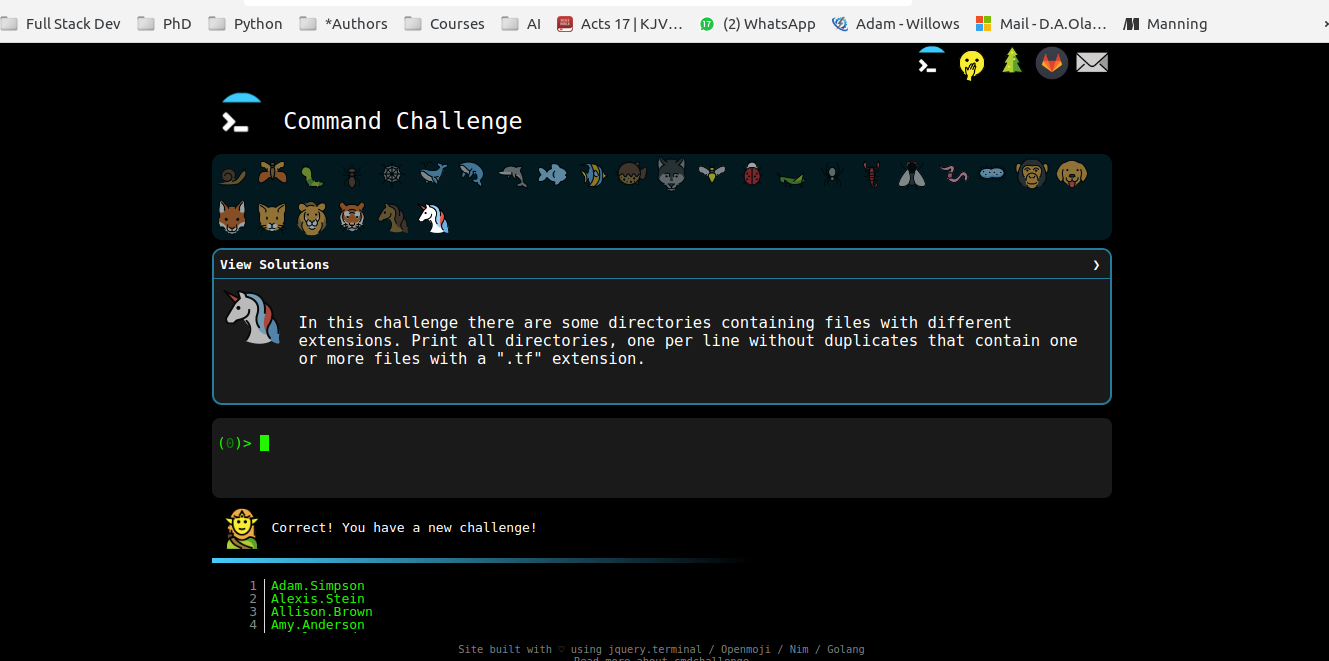 Full Stack Dev PhD Python *Authors Courses AI Acts 17 | KJV… (2) WhatsApp Adam - Willows Mail - D.A.Ola… Manning
Command Challenge
View Solutions
In this challenge there are some directories containing files with different
extensions. Print all directories, one per line without duplicates that contain one
or more files with a ".tf" extension.
(0)>
Correct! You have a new challenge!
1 Adam.Simpson
2 Alexis.Stein
3 Allison.Brown
4 Amy.Anderson
Site built with ♡ using jquery.terminal / Openmoji / Nim / Golang
Read more about cmdchallenge